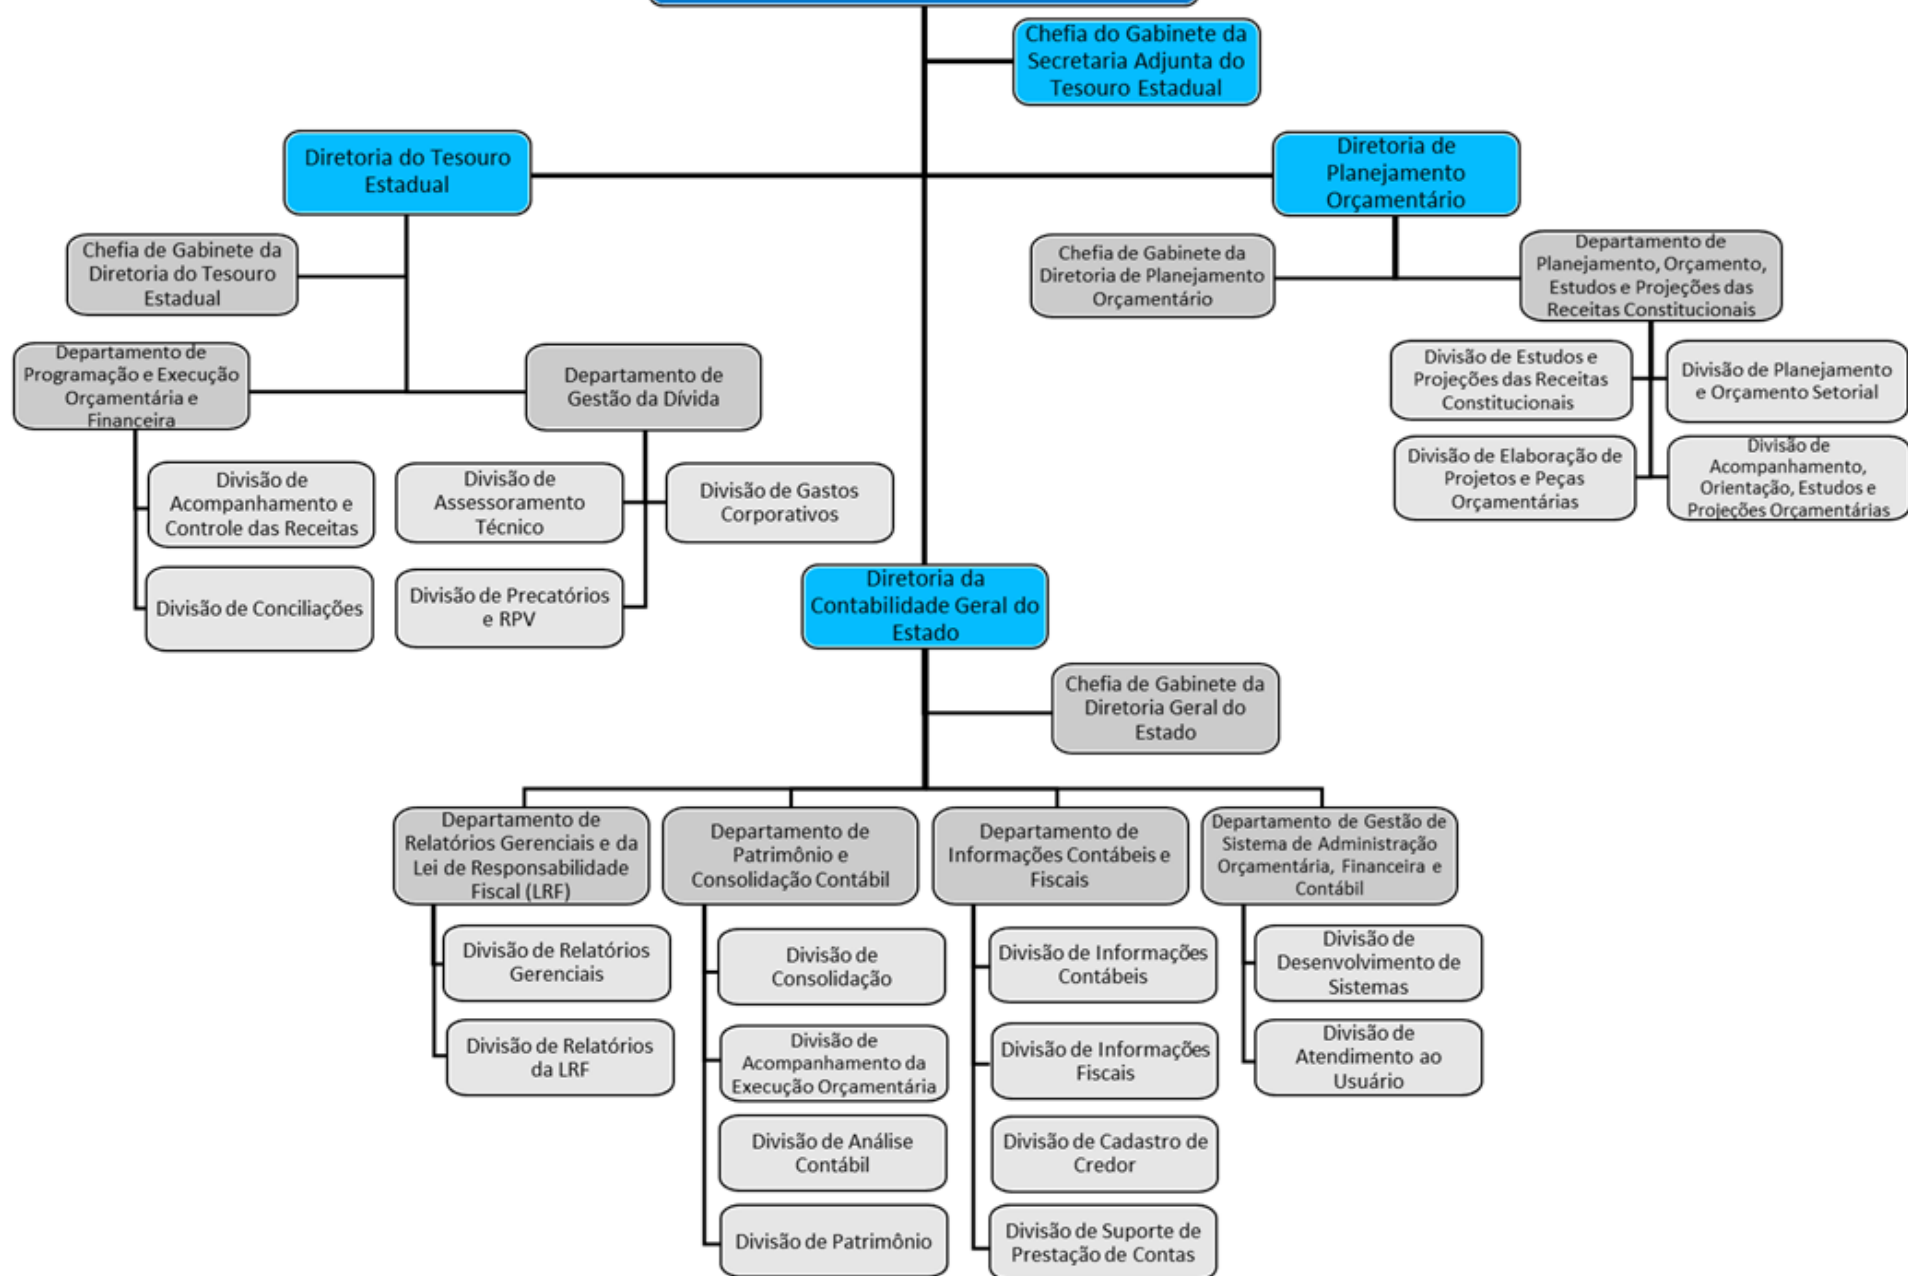 Chefia do Gabinete da
Secretaria Adjunta do
Tesouro Estadual
Diretoria do Tesouro
Estadual
Diretoria de
Planejamento
Orçamentário
Chefia de Gabinete da
Diretoria do Tesouro
Estadual
Chefia de Gabinete da
Diretoria de Planejamento
Orçamentário
Departamento de
Planejamento, Orçamento,
Estudos e Projeções das
Receitas Constitucionais
Departamento de
Programação e Execução
Orçamentária e
Financeira
Departamento de
Gestão da Dívida
Divisão de Estudos e
Projeções das Receitas
Constitucionais
Divisão de Planejamento
e Orçamento Setorial
Divisão de Elaboração de
Projetos e Peças
Orçamentárias
Divisão de
Acompanhamento,
Orientação, Estudos e
Projeções Orçamentárias
Divisão de
Acompanhamento e
Controle das Receitas
Divisão de
Assessoramento
Técnico
Divisão de Gastos
Corporativos
Divisão de Conciliações
Divisão de Precatórios
e RPV
Diretoria da
Contabilidade Geral do
Estado
Chefia de Gabinete da
Diretoria Geral do
Estado
Departamento de
Relatórios Gerenciais e da
Lei de Responsabilidade
Fiscal (LRF)
Departamento de
Patrimônio e
Consolidação Contábil
Departamento de
Informações Contábeis e
Fiscais
Departamento de Gestão de
Sistema de Administração
Orçamentária, Financeira e
Contábil
Divisão de Relatórios
Gerenciais
Divisão de Relatórios
da LRF
Divisão de
Consolidação
Divisão de
Acompanhamento da
Execução Orçamentária
Divisão de Análise
Contábil
Divisão de Patrimônio
Divisão de Informações
Contábeis
Divisão de Informações
Fiscais
Divisão de Cadastro de
Credor
Divisão de Suporte de
Prestação de Contas
Divisão de
Desenvolvimento de
Sistemas
Divisão de
Atendimento ao
Usuário